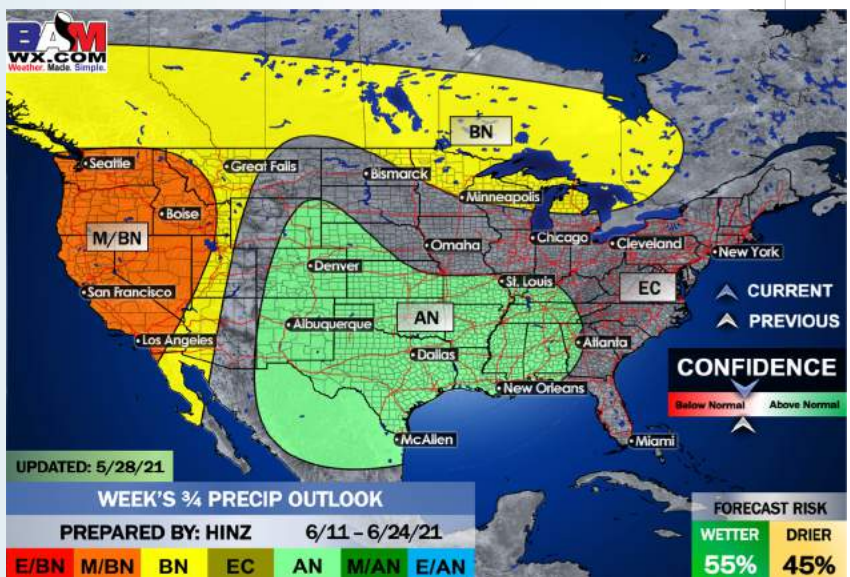 BAM
WX.COM
Weather. Made. Simple.
BN
Seattle
Great Falls
Bismarck
Minneapolis
Boise
M/BN
Omaha
Chicago
Cleveland
New York
Denver
San Francisco
St. Louis
EC
CURRENT
PREVIOUS
Albuquerque
AN
Los Angeles
Atlanta
Dallas
CONFIDENCE
New Orleans
Below Normal Above Normal
McAllen
Miami
UPDATED: 5/28/21
WEEK'S ¾ PRECIP OUTLOOK
PREPARED BY: HINZ 6/11 – 6/24/21
E/BN M/BN BN EC AN M/AN E/AN
FORECAST RISK
WETTER DRIER
55% 45%